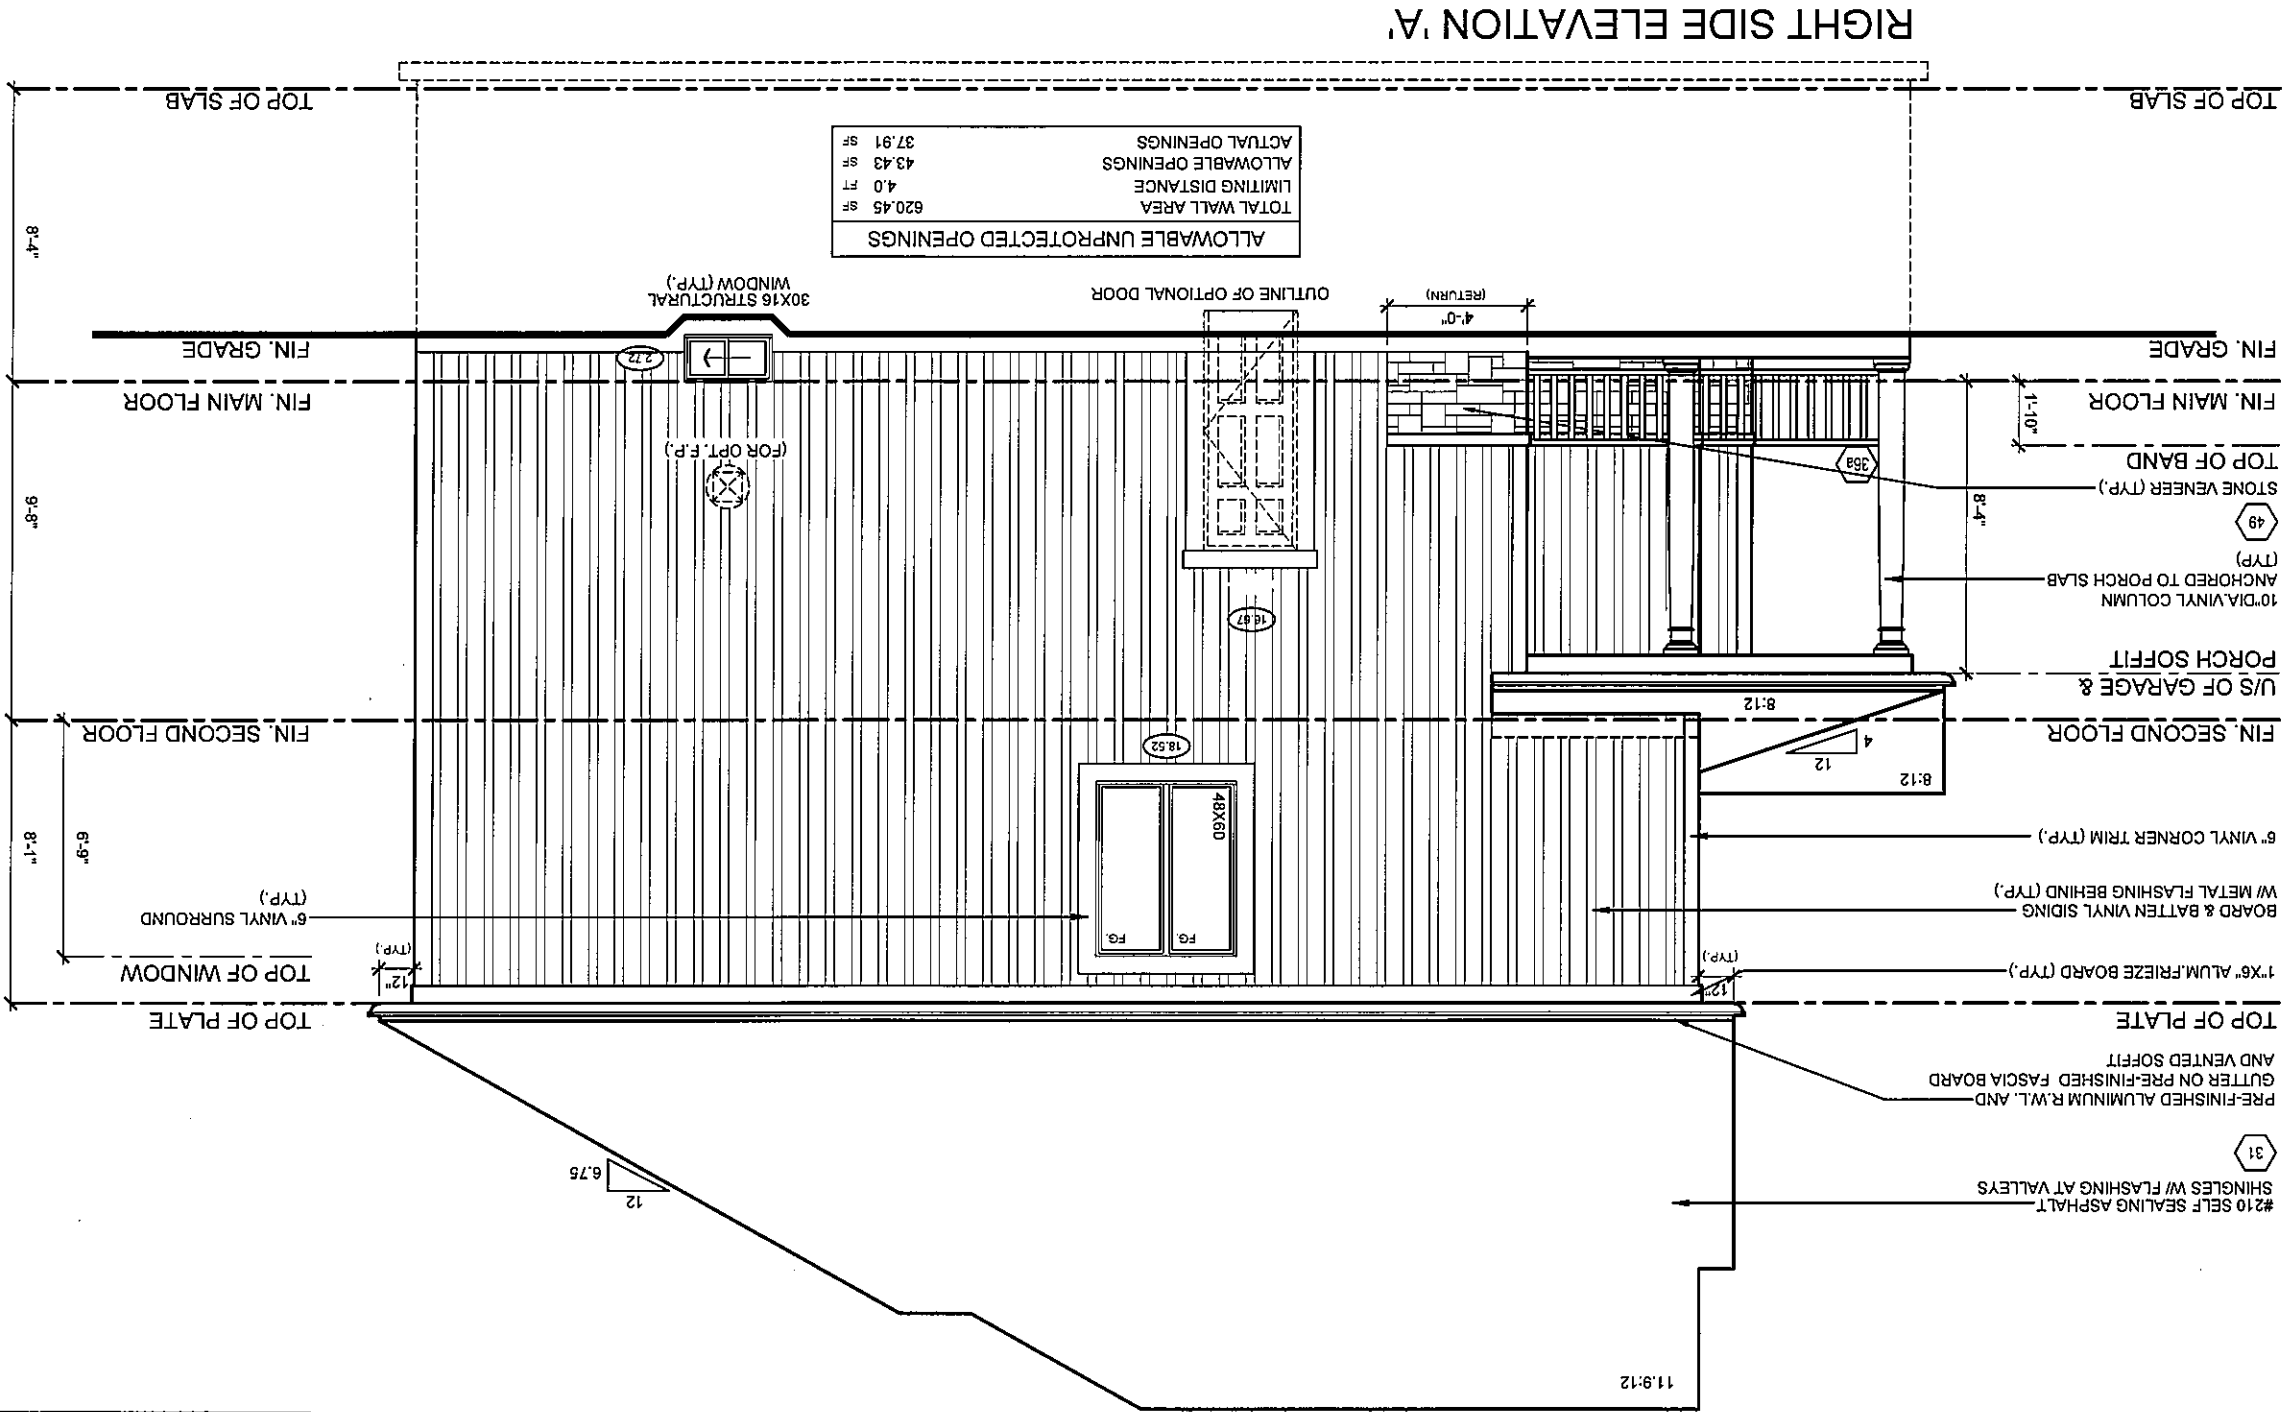 11.9:12
#210 SELF SEALING ASPHALT
SHINGLES W/ FLASHING AT VALLEYS
31
12
6.75
PRE-FINISHED ALUMINUM R.W.L. AND
GUTTER ON PRE-FINISHED FASCIA BOARD
AND VENTED SOFFIT
TOP OF PLATE
TOP OF PLATE
1"X6" ALUM.FRIEZE BOARD (TYP.)
12"
(TYP.)
12"
(TYP.)
TOP OF WINDOW
BOARD & BATTEN VINYL SIDING
W/ METAL FLASHING BEHIND (TYP.)
FG.
FG.
48X60
6" VINYL SURROUND
(TYP.)
6" VINYL CORNER TRIM (TYP.)
6'-9"
8'-1"
8:12
12
4
18.52
FIN. SECOND FLOOR
FIN. SECOND FLOOR
8:12
U/S OF GARAGE &
PORCH SOFFIT
10"DIA.VINYL COLUMN
ANCHORED TO PORCH SLAB
(TYP)
49
16.67
STONE VENEER (TYP.)
8'-4"
9'-8"
36a
TOP OF BAND
1'-10"
(FOR OPT. F.P.)
FIN. MAIN FLOOR
FIN. MAIN FLOOR
2.72
FIN. GRADE
FIN. GRADE
4'-0"
(RETURN)
OUTLINE OF OPTIONAL DOOR
30X16 STRUCTURAL
WINDOW (TYP.)
8'-4"
ALLOWABLE UNPROTECTED OPENINGS
TOTAL WALL AREA 620.45 SF
LIMITING DISTANCE 4.0 FT
ALLOWABLE OPENINGS 43.43 SF
ACTUAL OPENINGS 37.91 SF
TOP OF SLAB
TOP OF SLAB
RIGHT SIDE ELEVATION 'A'